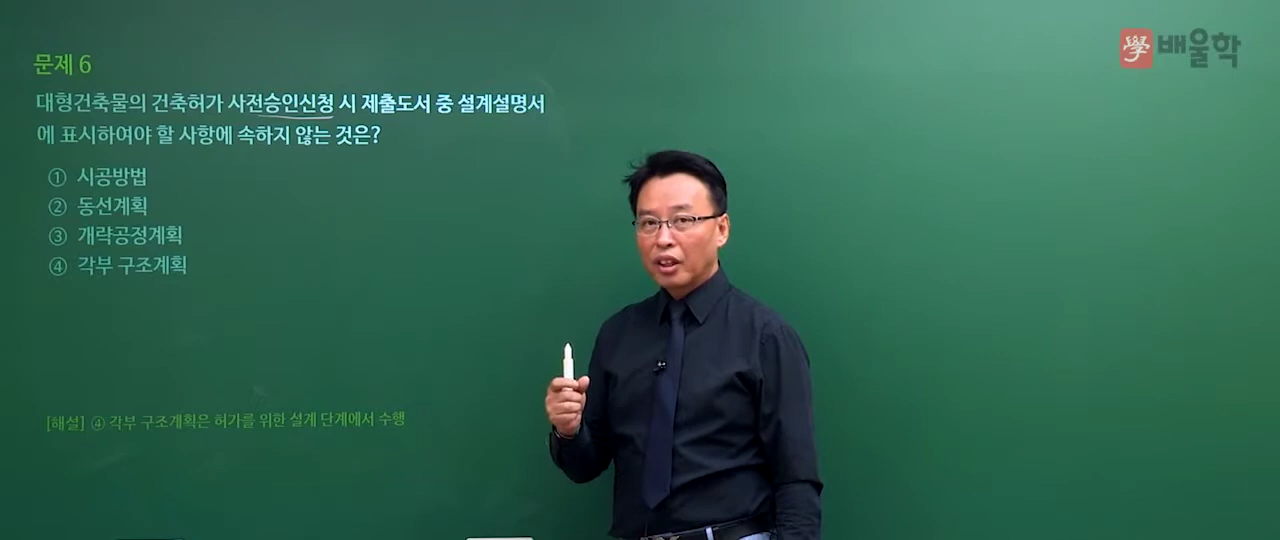 學 배울학
문제 6
대형건축물의 건축허가 사전승인신청 시 제출도서 중 설계설명서
에 표시하여야 할 사항에 속하지 않는 것은?
① 시공방법
② 동선계획
③ 개략공정계획
④ 각부 구조계획
[해설] ④ 각부 구조개획은 허가를 위한 설계 단계에서 수행